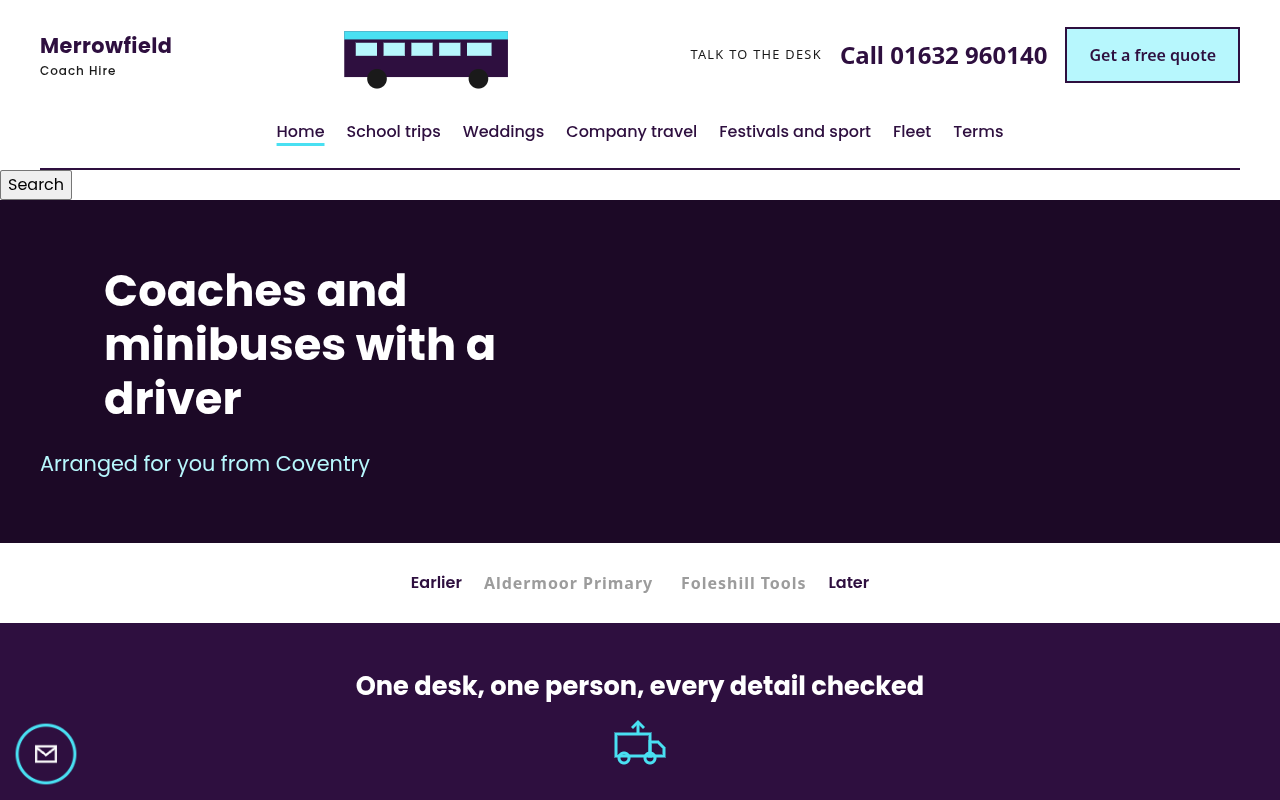 Merrowfield
Coach Hire
TALK TO THE DESK
Call 01632 960140
Get a free quote
Home School trips Weddings Company travel Festivals and sport Fleet Terms
Search
Coaches and
minibuses with a
driver
Arranged for you from Coventry
Earlier Aldermoor Primary Foleshill Tools Later
One desk, one person, every detail checked